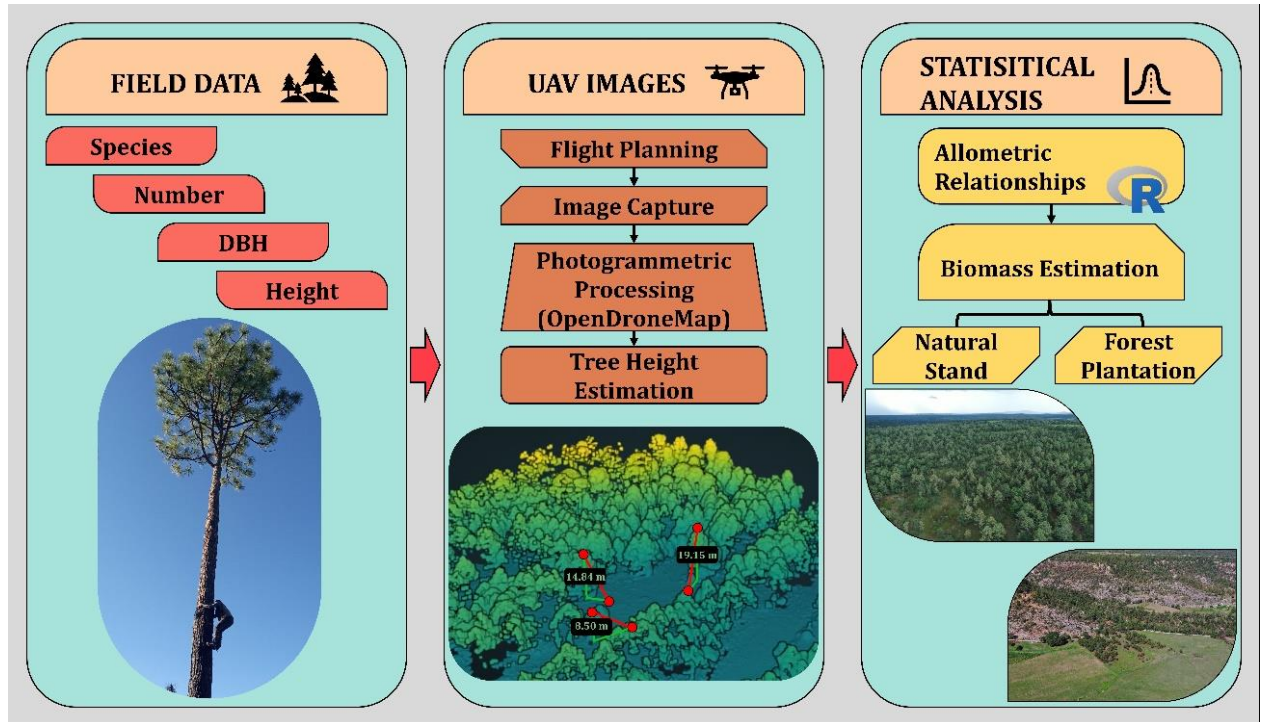 FIELD DATA
Species
Number
DBH
Height
UAV IMAGES
Flight Planning
Image Capture
Photogrammetric
Processing
(OpenDroneMap)
Tree Height
Estimation
14.84 m
19.15 m
8.50 m
STATISITICAL
ANALYSIS
Allometric
Relationships
R
Biomass Estimation
Natural
Stand
Forest
Plantation